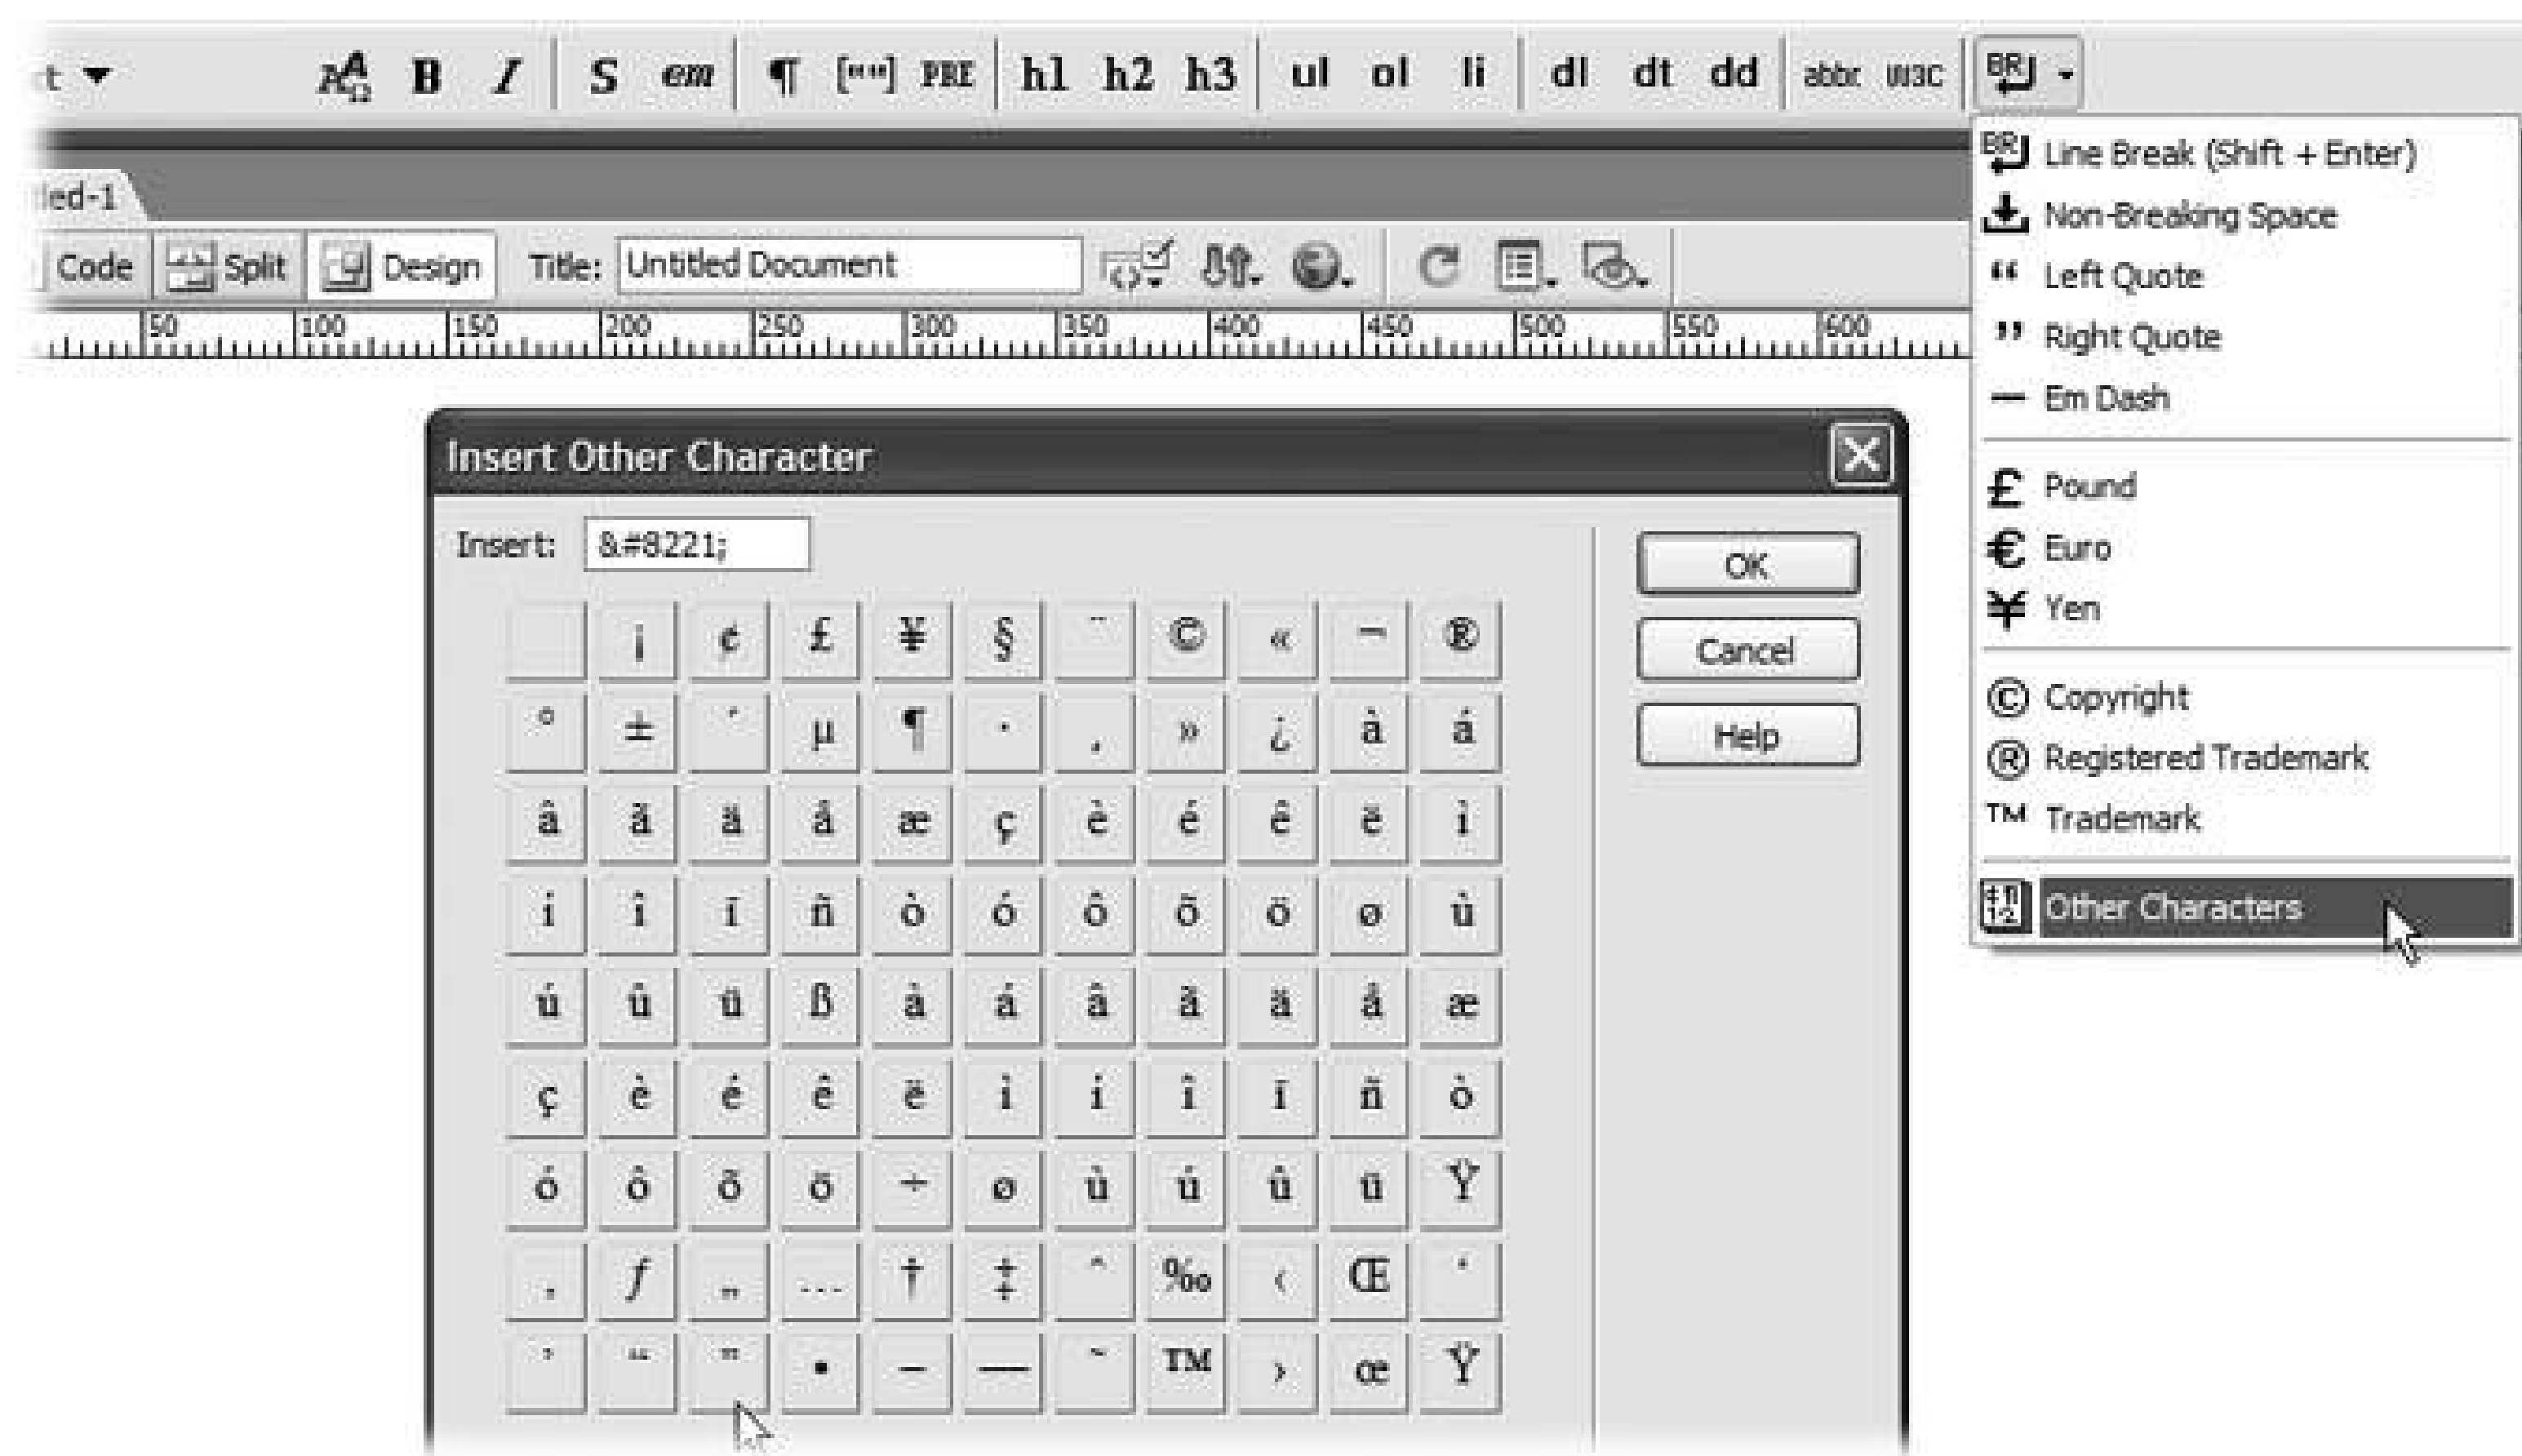 t B I S em ¶ [""] PRE h1 h2 h3 ul ol li dl dt dd abbr W3C BR
Line Break (Shift + Enter)
led-1
Non-Breaking Space
Code Split Design Title: Untitled Document
“ Left Quote
50 100 150 200 250 300 350 400 450 500 550 600
” Right Quote
— Em Dash
Insert Other Character
£ Pound
Insert: &#8221;
€ Euro
OK
¥ Yen
¡ ¢ £ ¥ § ¨ © « ¬ ®
Cancel
© Copyright
° ± ´ µ ¶ · ¸ » ¿ à á
Help
® Registered Trademark
â ã ä å æ ç è é ê ë ì
™ Trademark
í î ï ñ ò ó ô õ ö ø ù
Other Characters
ú û ü ß à á â ã ä å æ
ç è é ê ë ì í î ï ñ ò
ó ô õ ö ÷ ø ù ú û ü Ÿ
‚ ƒ „ … † ‡ ˆ ‰ ‹ Œ ‘
’ “ ” • – — ˜ ™ › œ Ÿ